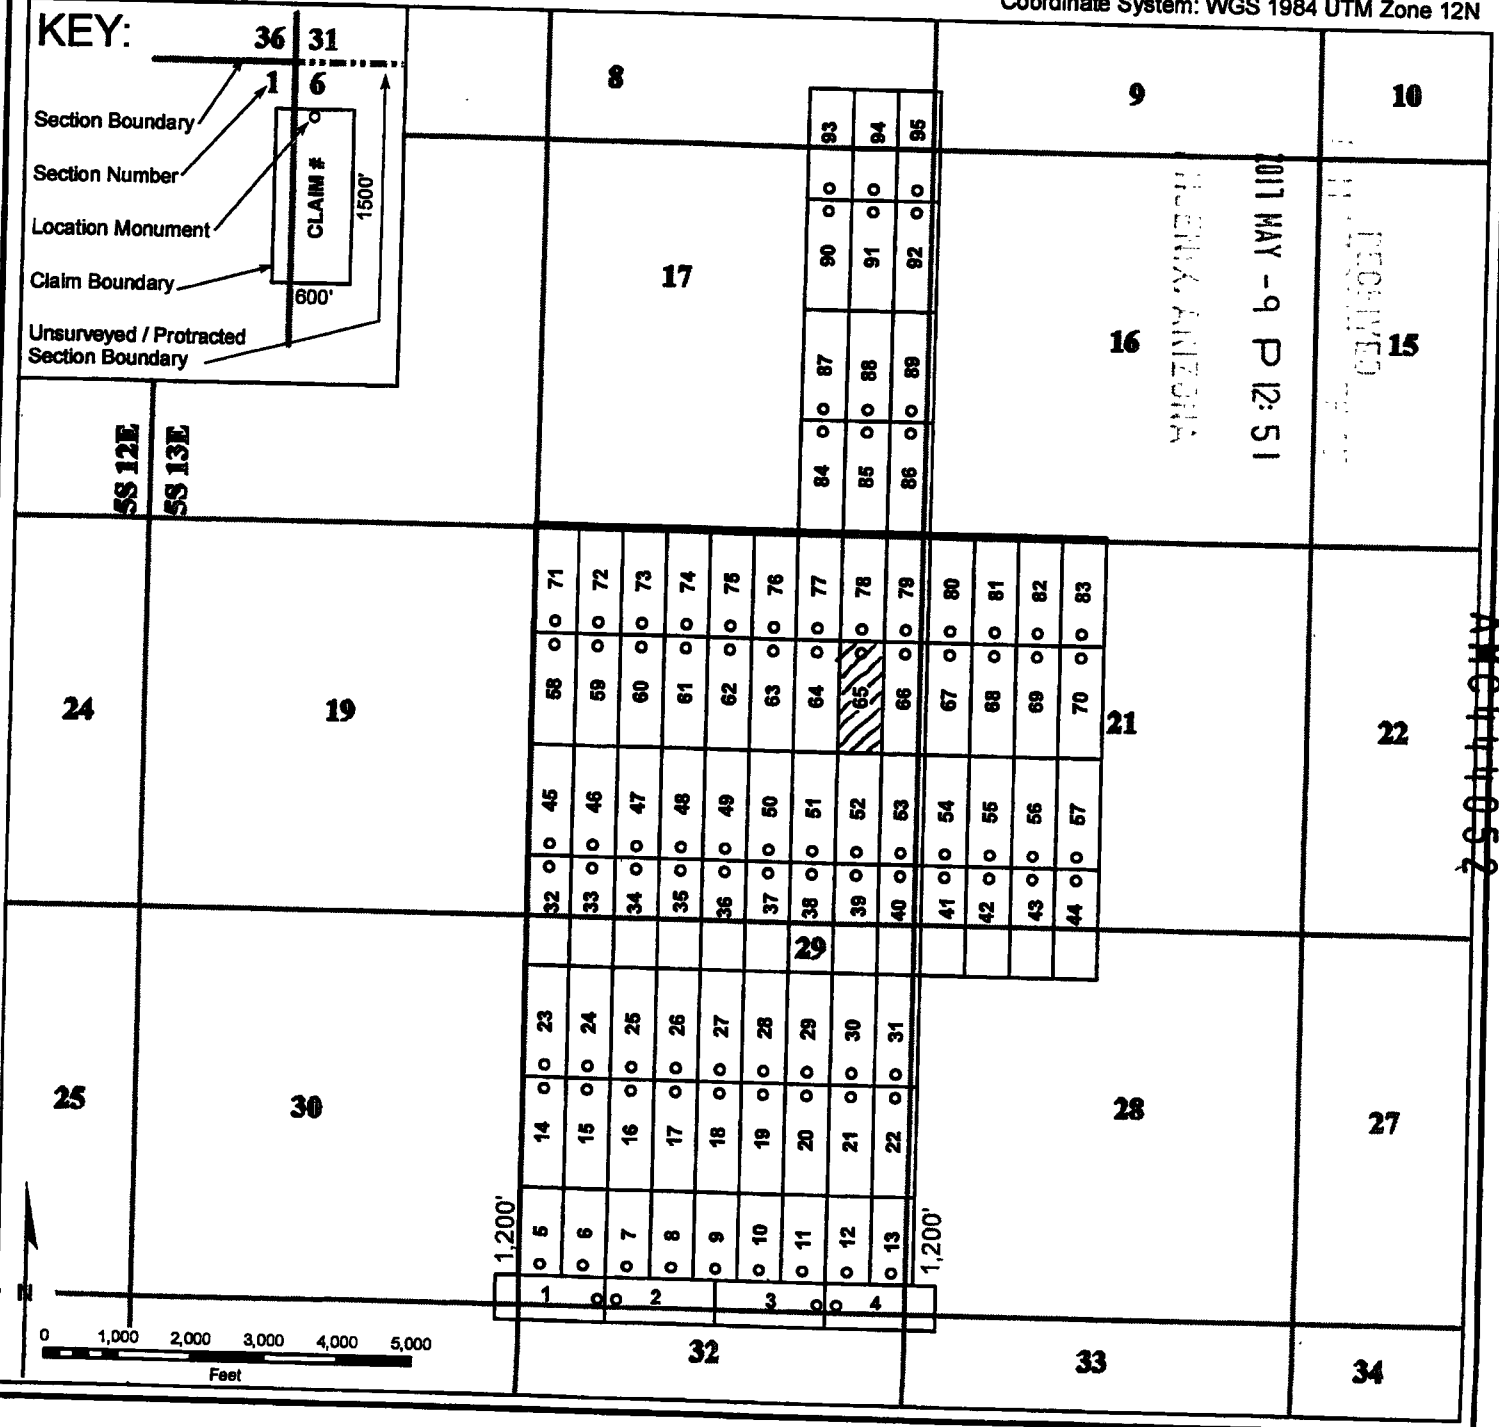 Coordinate System: WGS 1984 UTM Zone 12N
KEY:
36 31
1 6
Section Boundary
Section Number
Location Monument
Claim Boundary
Unsurveyed / Protracted
Section Boundary
CLAIM #
1500'
600'
8
9
10
93 94 95
17
90 91 92
16
15
2017 MAY -9 P 12:51
RECEIVED
ARIZONA
87 88 89
84 85 86
5S 12E
5S 13E
71 72 73 74 75 76 77 78 79 80 81 82 83
24
19
58 59 60 61 62 63 64 65 66 67 68 69 70
21
22
45 46 47 48 49 50 51 52 53 54 55 56 57
32 33 34 35 36 37 38 39 40 41 42 43 44
29
23 24 25 26 27 28 29 30 31
25
30
14 15 16 17 18 19 20 21 22
28
27
1,200'
5 6 7 8 9 10 11 12 13
1,200'
1 2 3 4
N
0 1,000 2,000 3,000 4,000 5,000
Feet
32
33
34